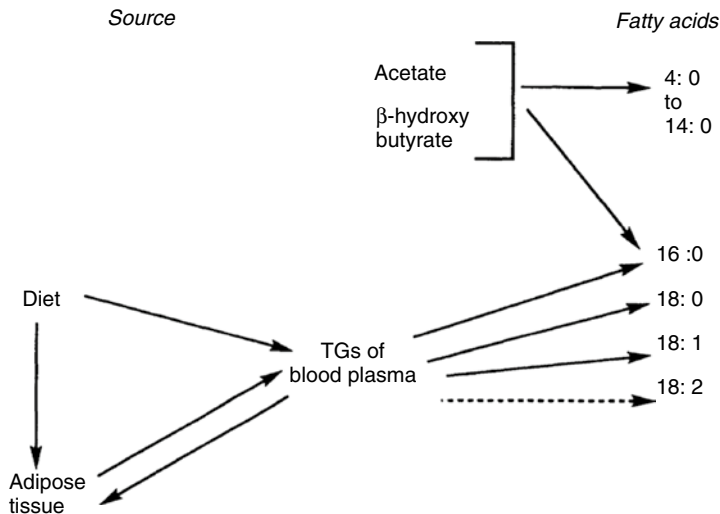 Source
Fatty acids
Acetate
β-hydroxy
butyrate
4: 0
to
14: 0
16 :0
18: 0
18: 1
18: 2
Diet
TGs of
blood plasma
Adipose
tissue